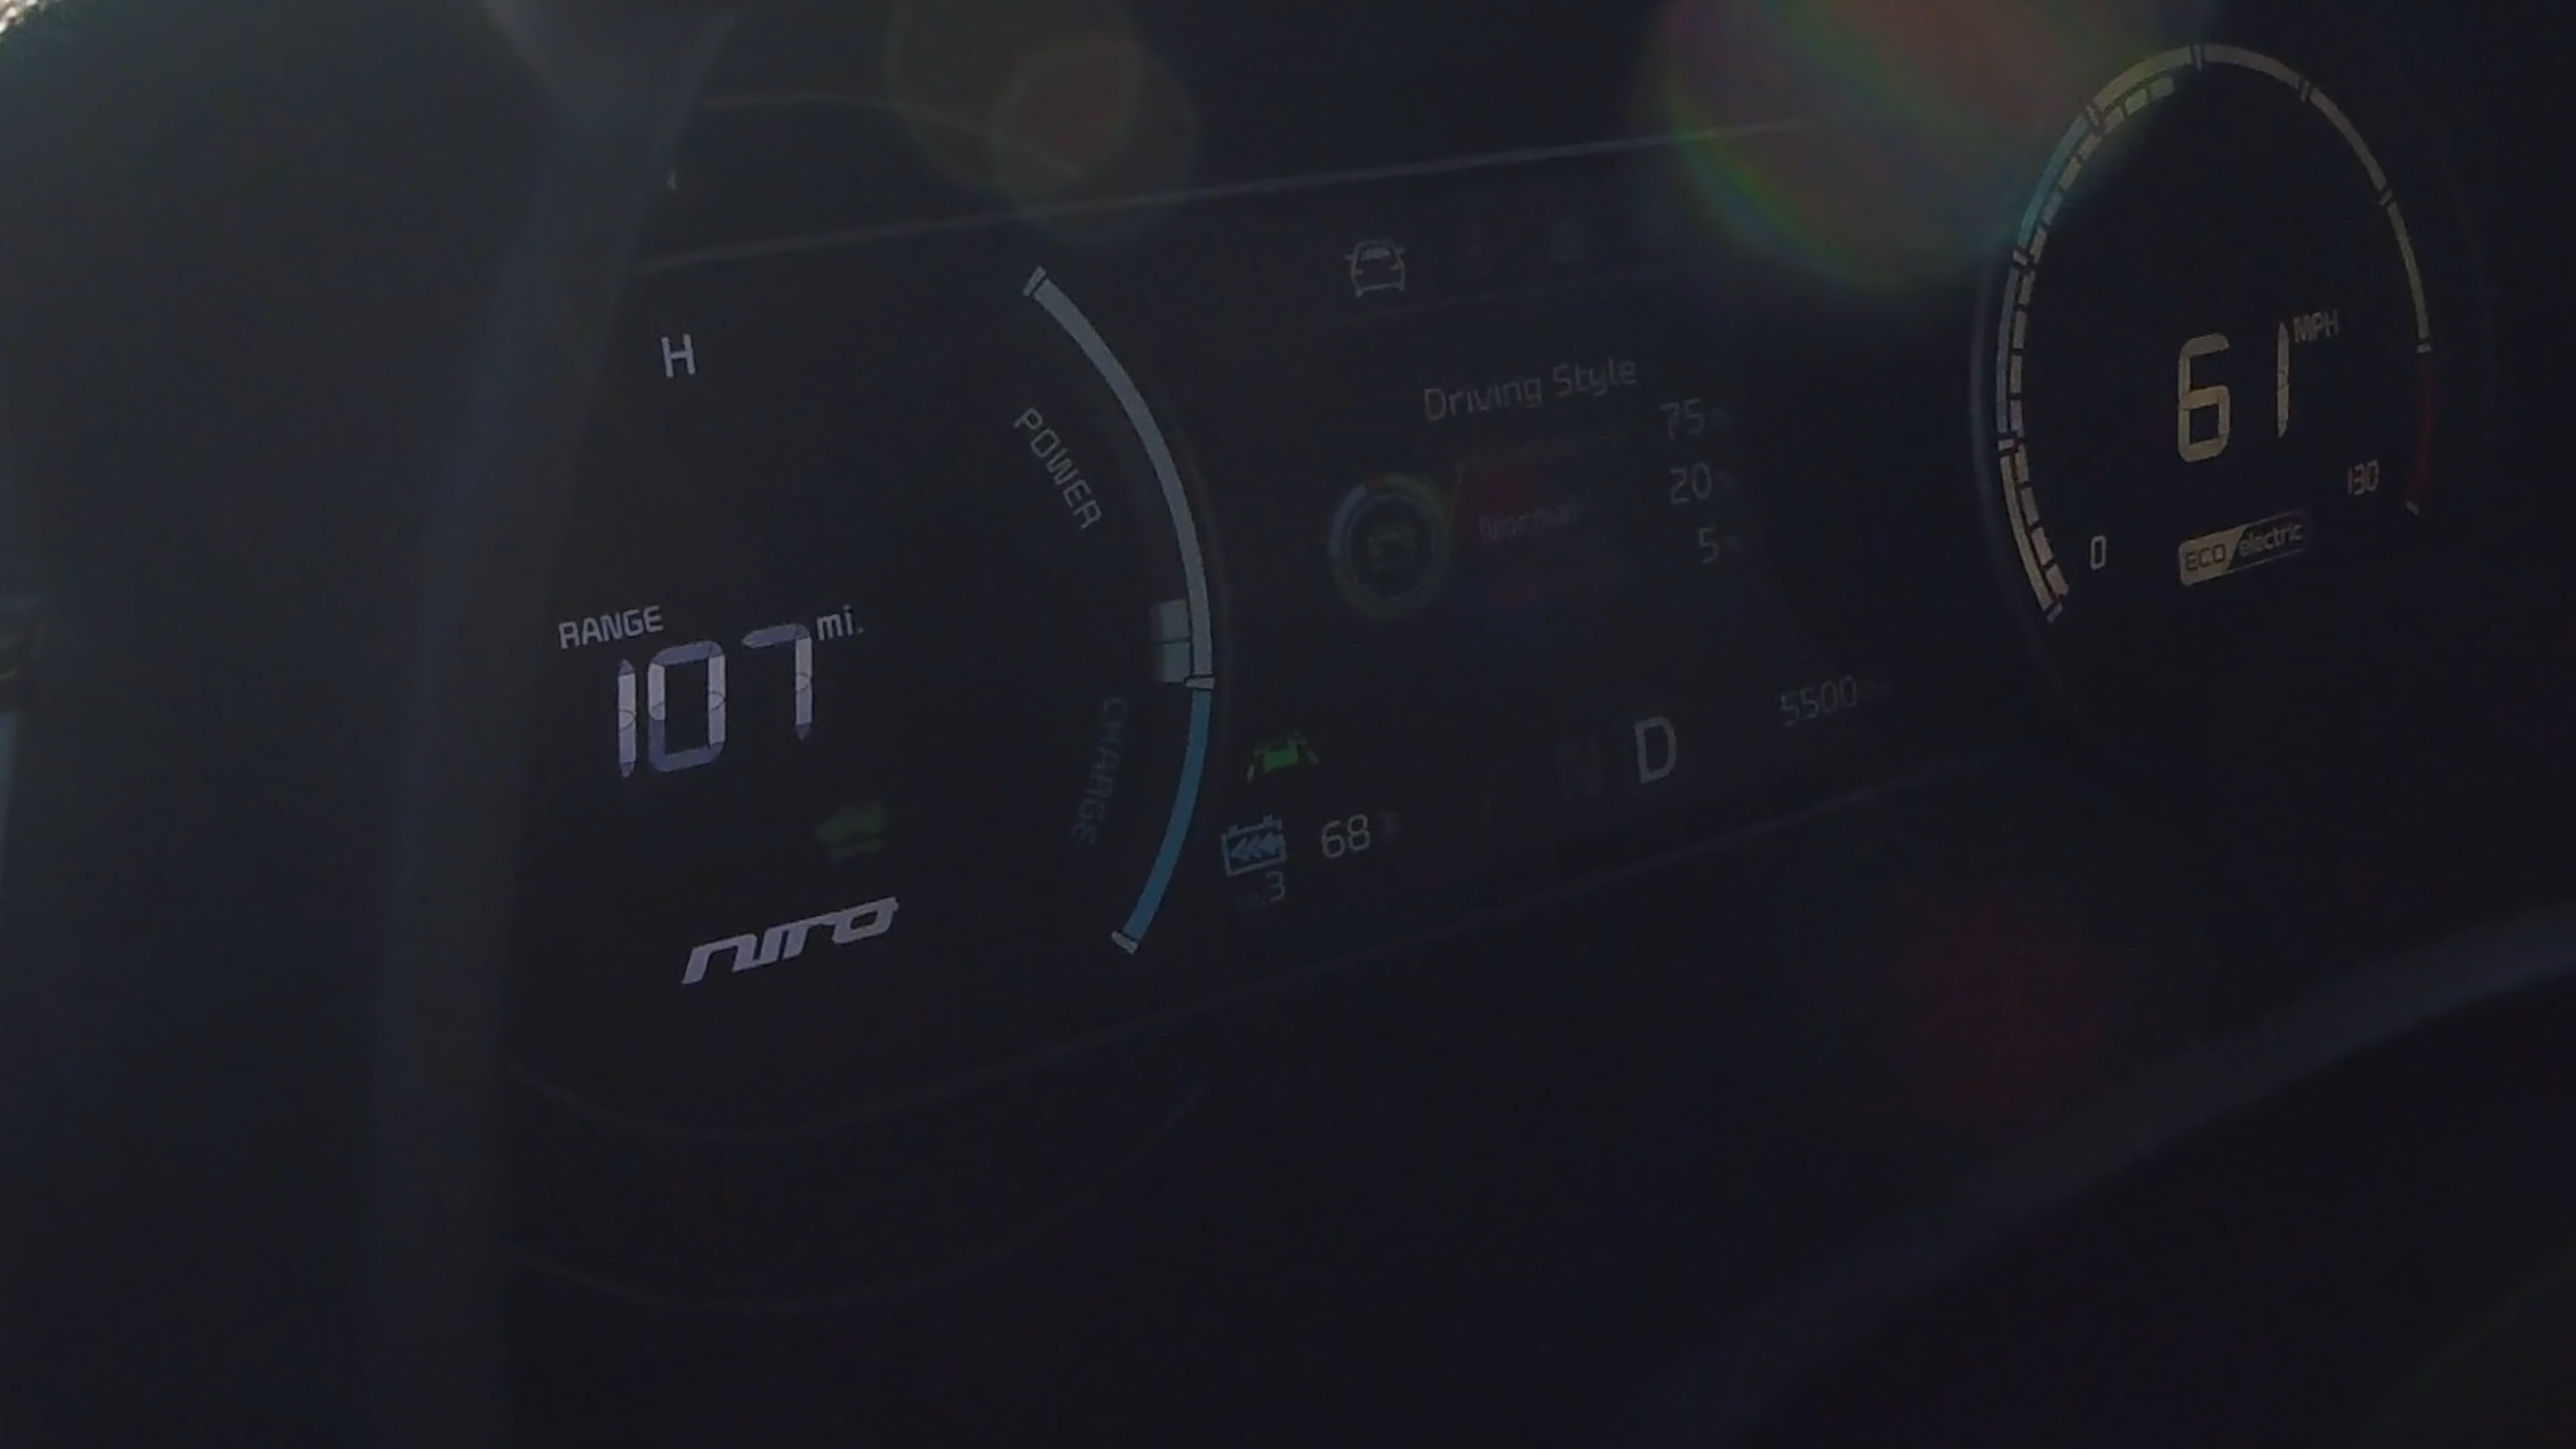 H
POWER
RANGE
107 mi.
CHARGE
niro
Driving Style
75
Normal 20
5
68
3
N D
5500
61 MPH
0
130
ECO electric